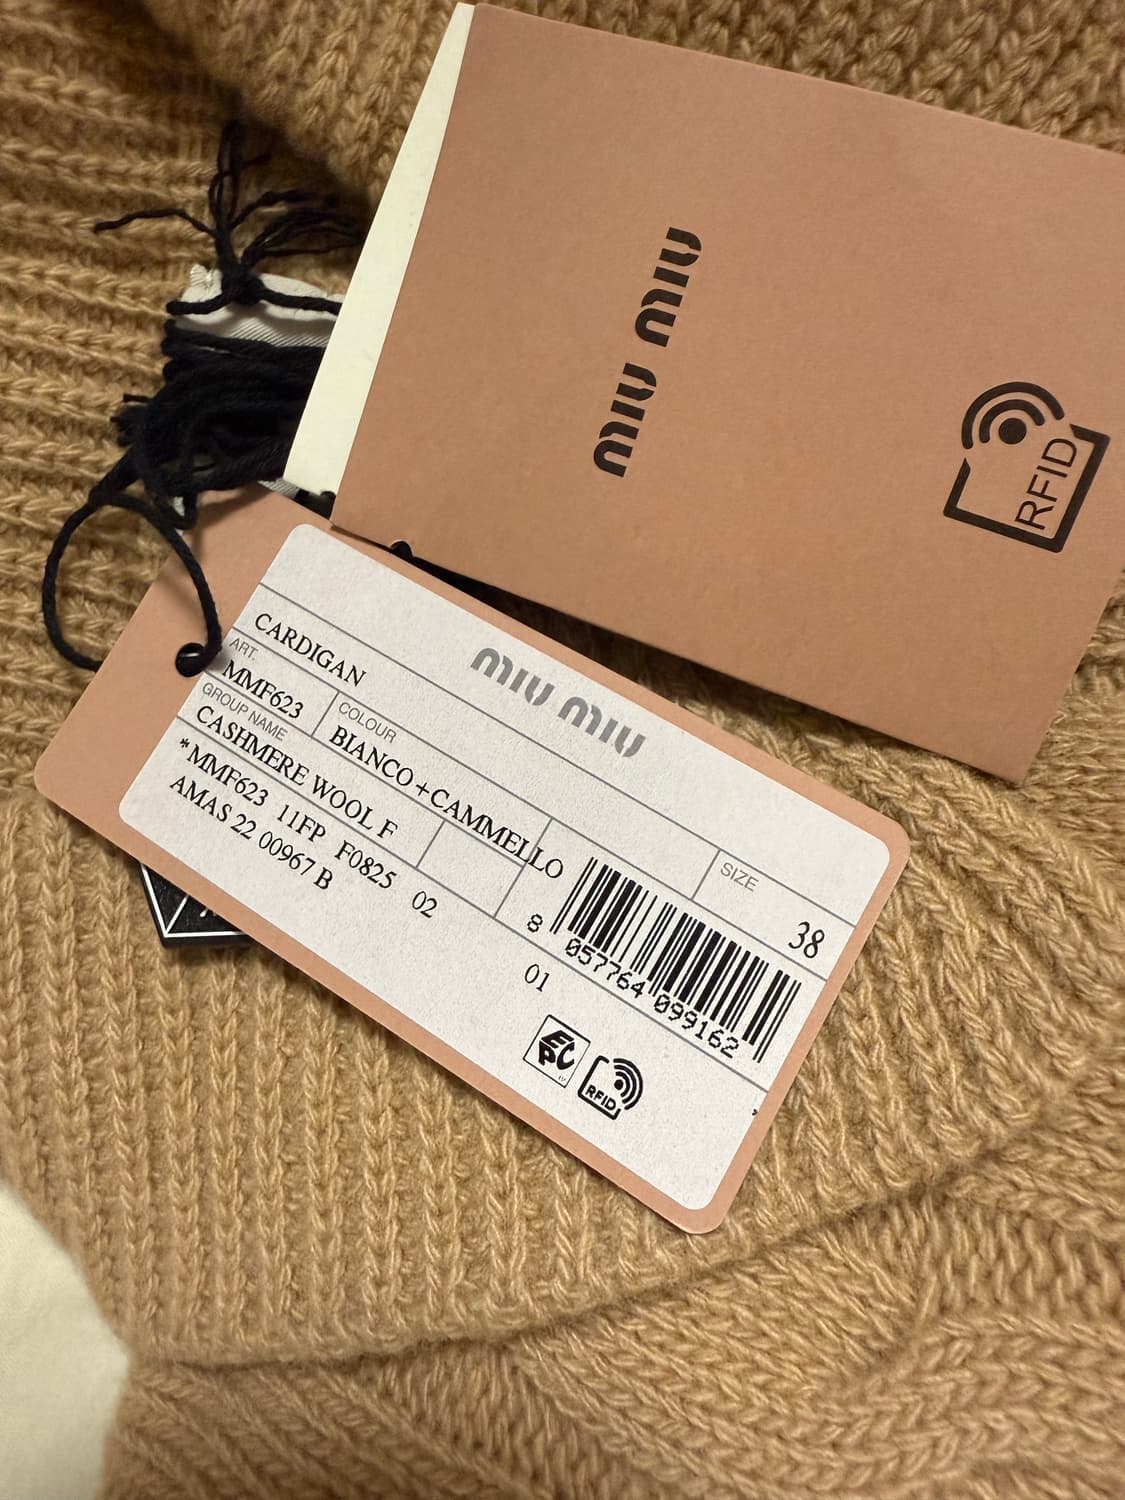 MIU MIU
RFID
MIU MIU
CARDIGAN
ART.
MMF623
COLOUR
BIANCO+CAMMELLO
SIZE
38
GROUP NAME
CASHMERE WOOL F
*MMF623 11FP F0825 02
AMAS 22 00967 B
01
8 057764 099162
EPC
RFID